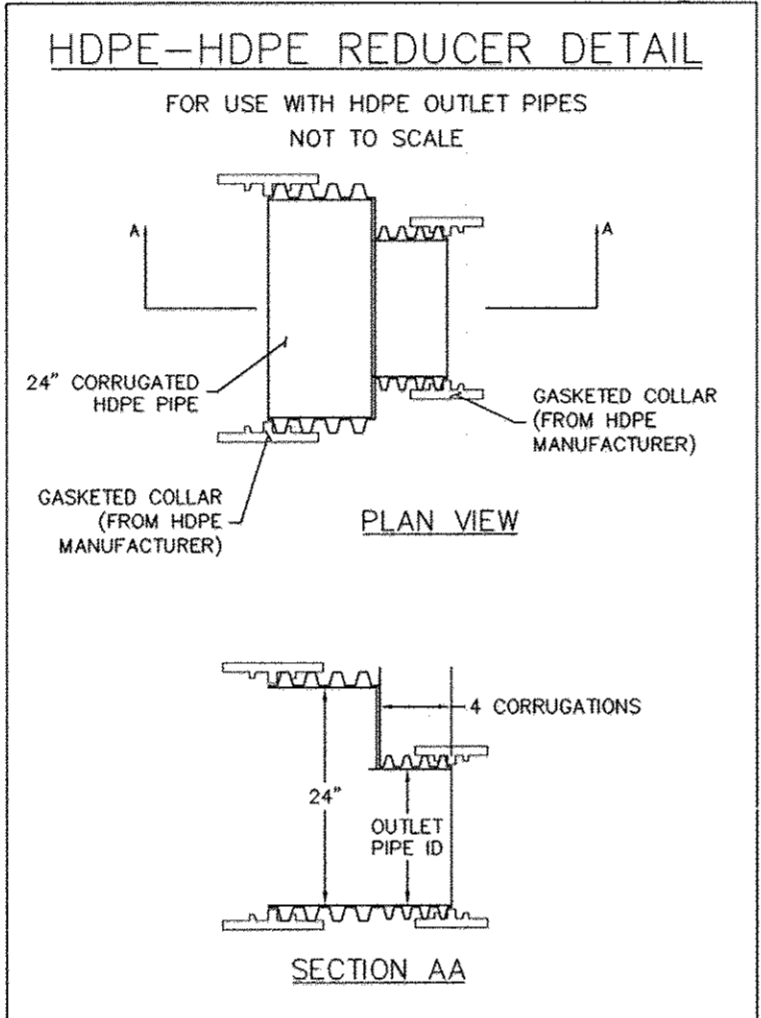 HDPE-HDPE REDUCER DETAIL
FOR USE WITH HDPE OUTLET PIPES
NOT TO SCALE
A
A
24" CORRUGATED
HDPE PIPE
GASKETED COLLAR
(FROM HDPE
MANUFACTURER)
GASKETED COLLAR
(FROM HDPE
MANUFACTURER)
PLAN VIEW
4 CORRUGATIONS
24"
OUTLET
PIPE ID
SECTION AA